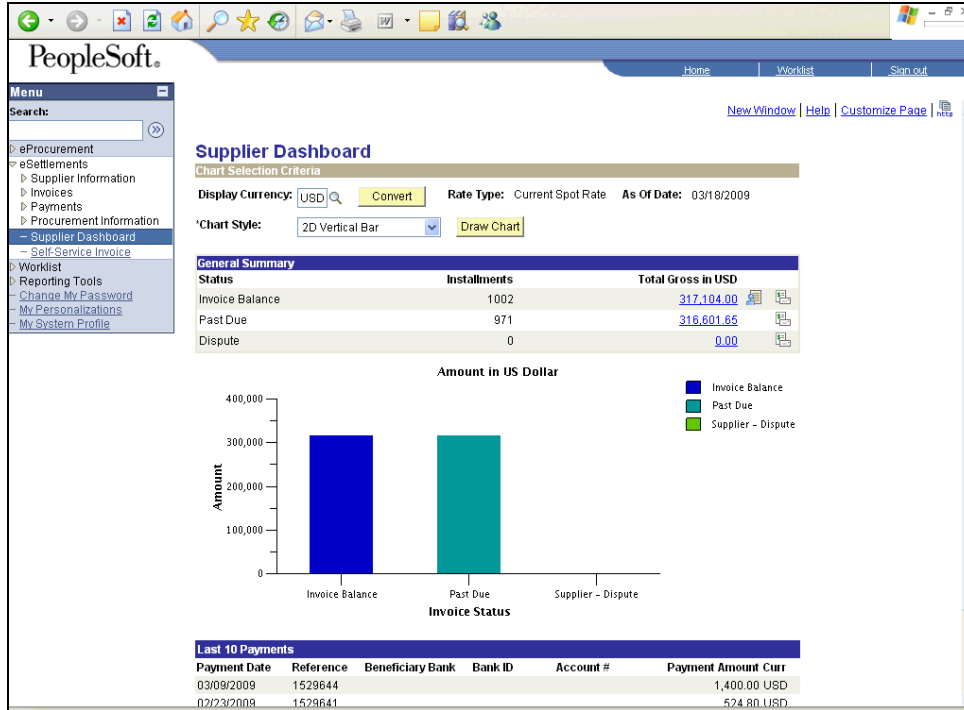 PeopleSoft.
Home Worklist Sign out
Menu
Search:
eProcurement
eSettlements
Supplier Information
Invoices
Payments
Procurement Information
Supplier Dashboard
Self-Service Invoice
Worklist
Reporting Tools
Change My Password
My Personalizations
My System Profile
New Window | Help | Customize Page | http
Supplier Dashboard
Chart Selection Criteria
Display Currency: USD Convert Rate Type: Current Spot Rate As Of Date: 03/18/2009
*Chart Style: 2D Vertical Bar Draw Chart
General Summary
Status Installments Total Gross in USD
Invoice Balance 1002 317,104.00
Past Due 971 316,601.65
Dispute 0 0.00
Amount in US Dollar
Invoice Balance
Past Due
Supplier - Dispute
400,000
300,000
200,000
100,000
0
Amount
Invoice Balance Past Due Supplier - Dispute
Invoice Status
Last 10 Payments
Payment Date Reference Beneficiary Bank Bank ID Account # Payment Amount Curr
03/09/2009 1529644 1,400.00 USD
02/23/2009 1529641 524.80 USD